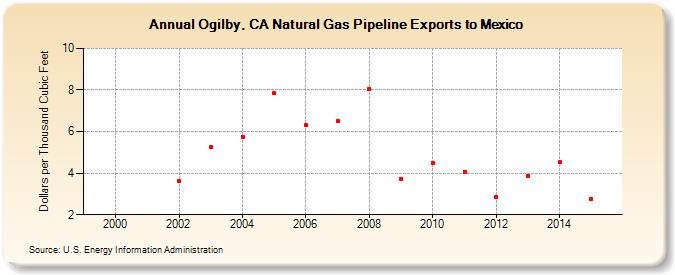 Annual Ogilby, CA Natural Gas Pipeline Exports to Mexico
Dollars per Thousand Cubic Feet
10
8
6
4
2
2000 2002 2004 2006 2008 2010 2012 2014
Source: U.S. Energy Information Administration